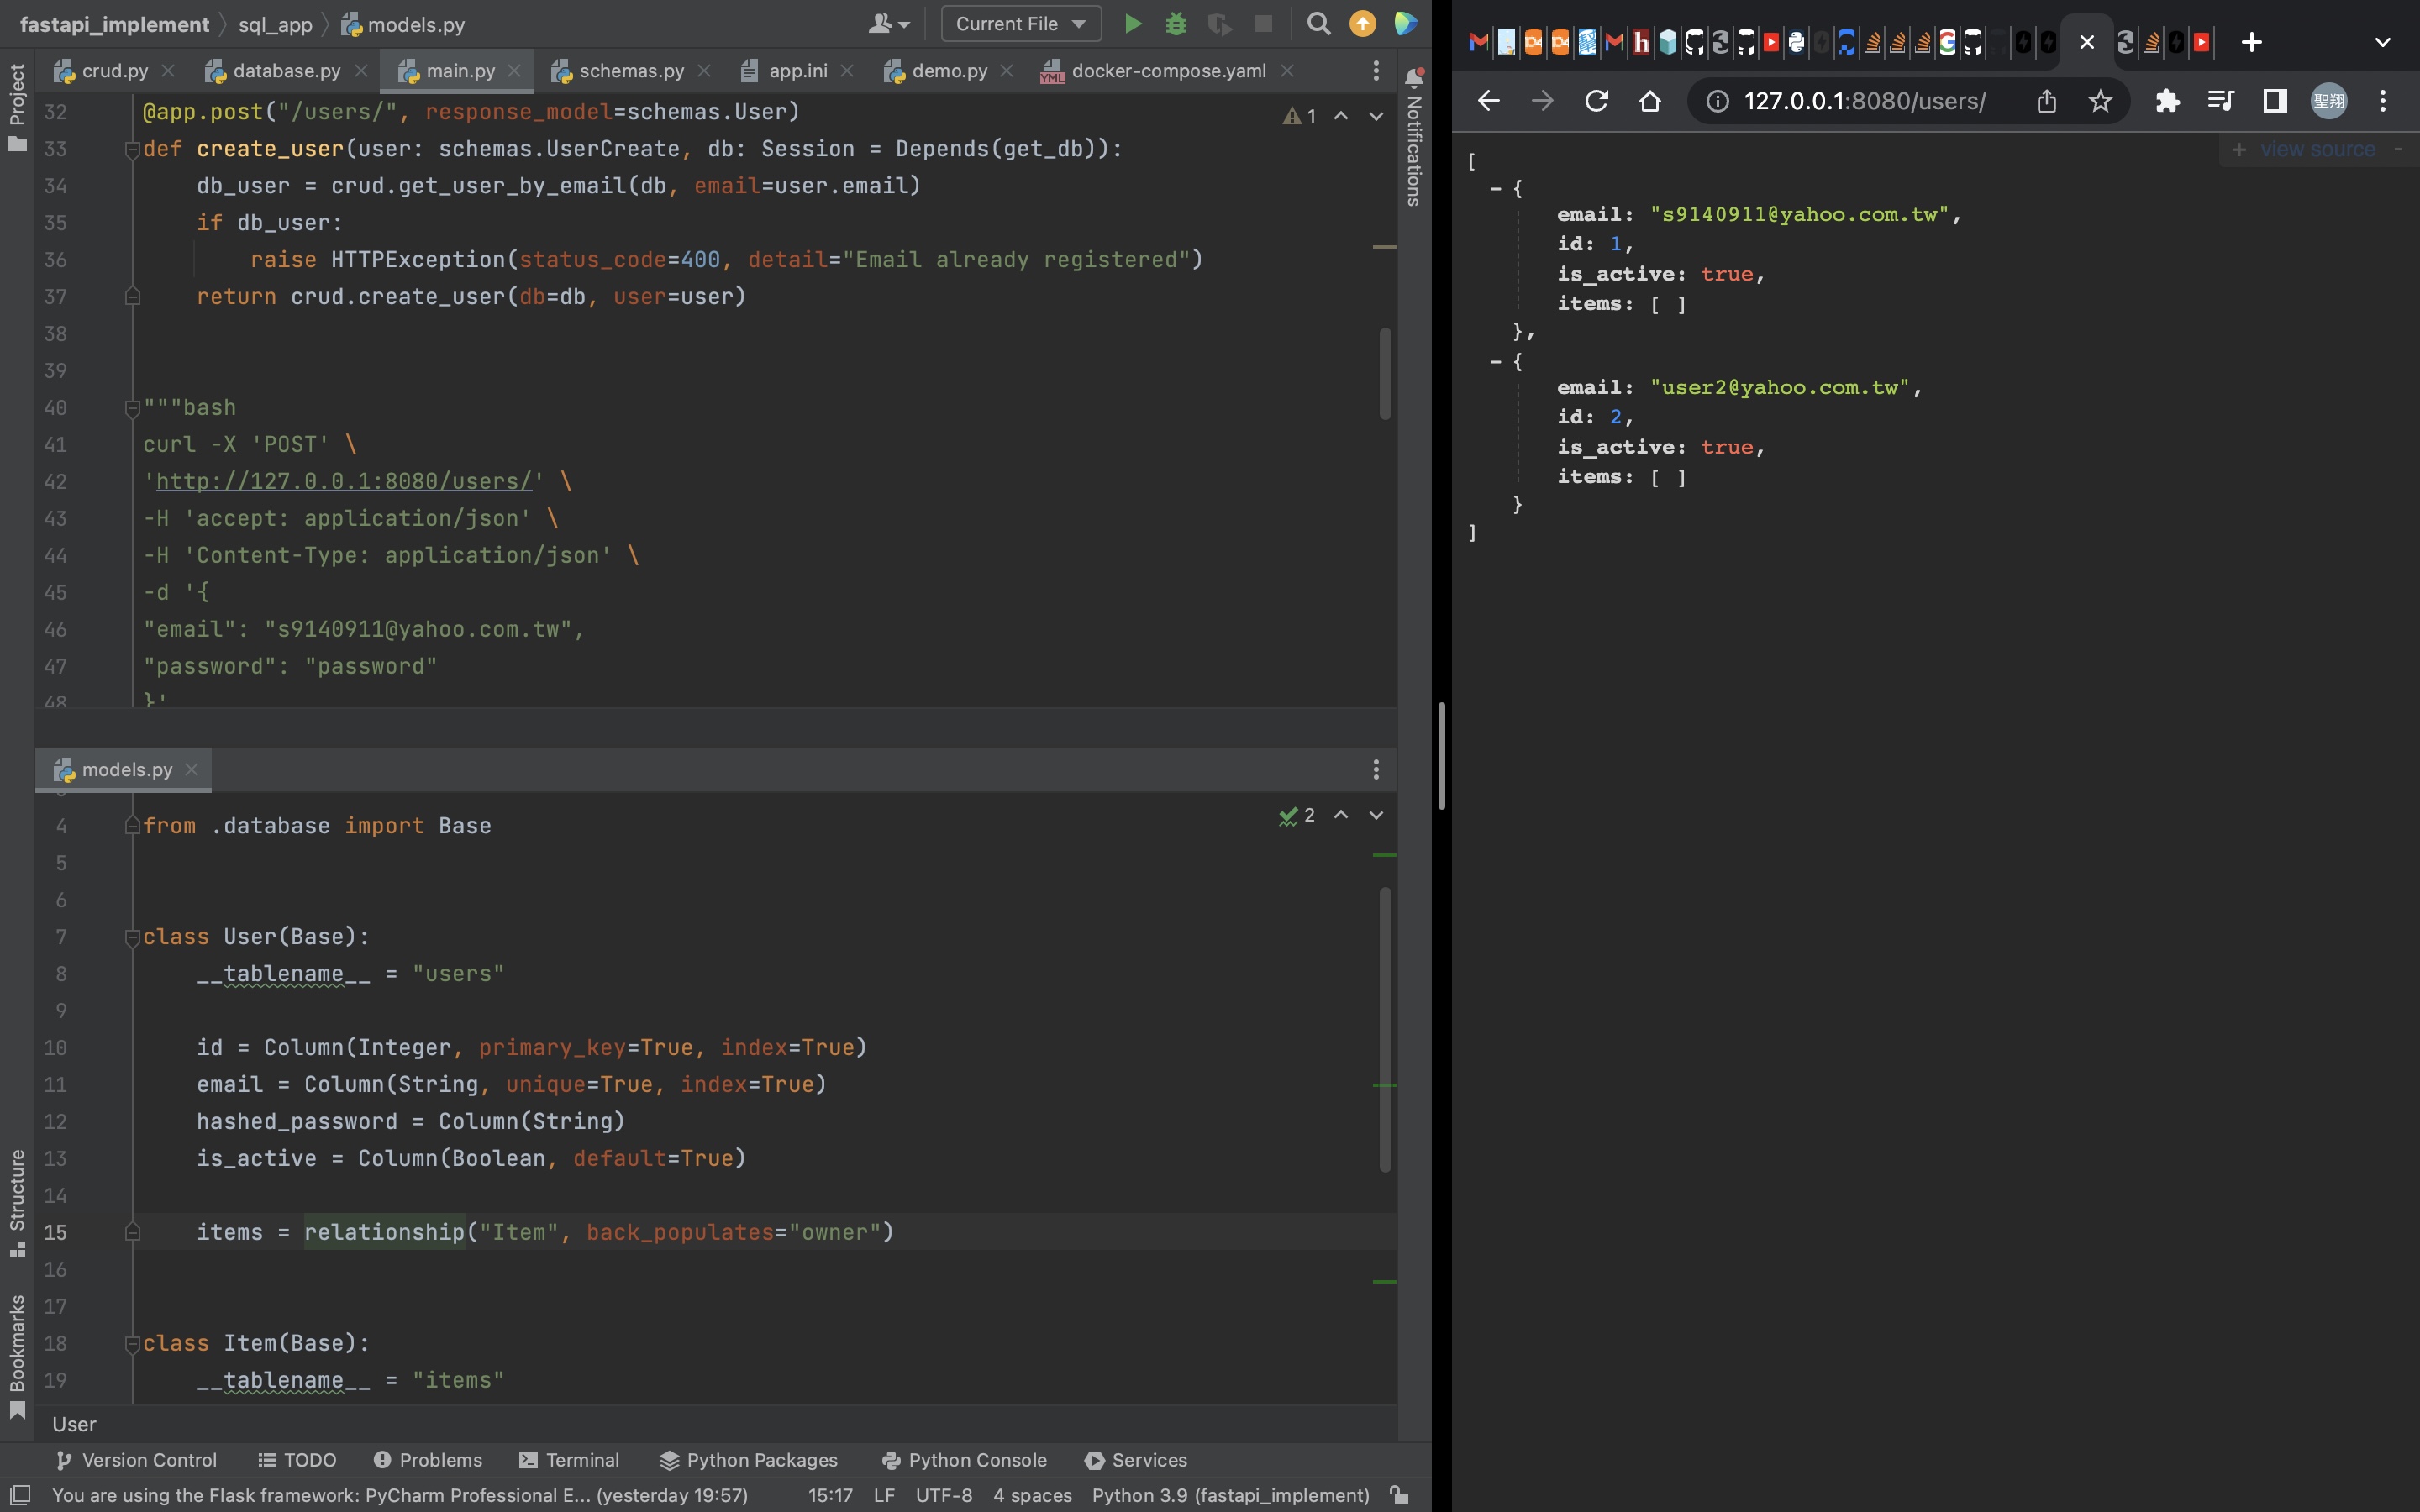 fastapi_implement sql_app models.py
Current File
Project
crud.py
database.py
main.py
schemas.py
app.ini
demo.py
docker-compose.yaml
Notifications
1
32 @app.post("/users/", response_model=schemas.User)
33 def create_user(user: schemas.UserCreate, db: Session = Depends(get_db)):
34 db_user = crud.get_user_by_email(db, email=user.email)
35 if db_user:
36 raise HTTPException(status_code=400, detail="Email already registered")
37 return crud.create_user(db=db, user=user)
38
39
40 """bash
41 curl -X 'POST' \
42 'http://127.0.0.1:8080/users/' \
43 -H 'accept: application/json' \
44 -H 'Content-Type: application/json' \
45 -d '{
46 "email": "s9140911@yahoo.com.tw",
47 "password": "password"
48 }'
models.py
2
4 from .database import Base
5
6
7 class User(Base):
8 __tablename__ = "users"
9
10 id = Column(Integer, primary_key=True, index=True)
11 email = Column(String, unique=True, index=True)
12 hashed_password = Column(String)
13 is_active = Column(Boolean, default=True)
14
15 items = relationship("Item", back_populates="owner")
16
17
18 class Item(Base):
19 __tablename__ = "items"
Structure
Bookmarks
User
Version Control
TODO
Problems
Terminal
Python Packages
Python Console
Services
You are using the Flask framework: PyCharm Professional E... (yesterday 19:57)
15:17 LF UTF-8 4 spaces Python 3.9 (fastapi_implement)
127.0.0.1:8080/users/
聖翔
+ view source -
[
- {
email: "s9140911@yahoo.com.tw",
id: 1,
is_active: true,
items: [ ]
},
- {
email: "user2@yahoo.com.tw",
id: 2,
is_active: true,
items: [ ]
}
]